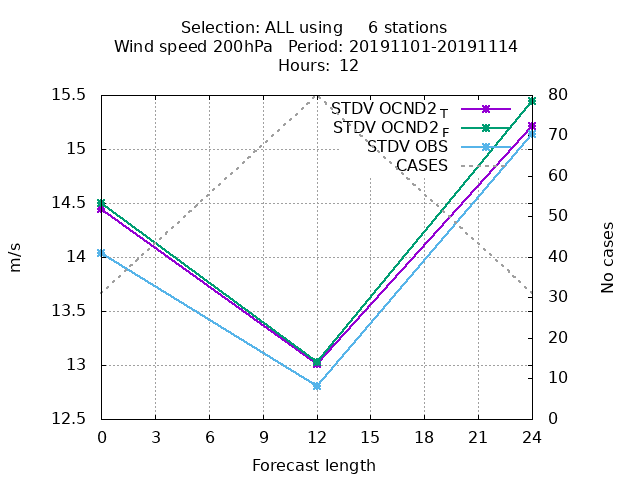 Selection: ALL using     6 stations
Wind speed 200hPa   Period: 20191101-20191114
Hours: 12
STDV OCND2 T
STDV OCND2 F
STDV OBS
CASES
15.5
15
14.5
14
13.5
13
12.5
m/s
80
70
60
50
40
30
20
10
0
No cases
0 3 6 9 12 15 18 21 24
Forecast length